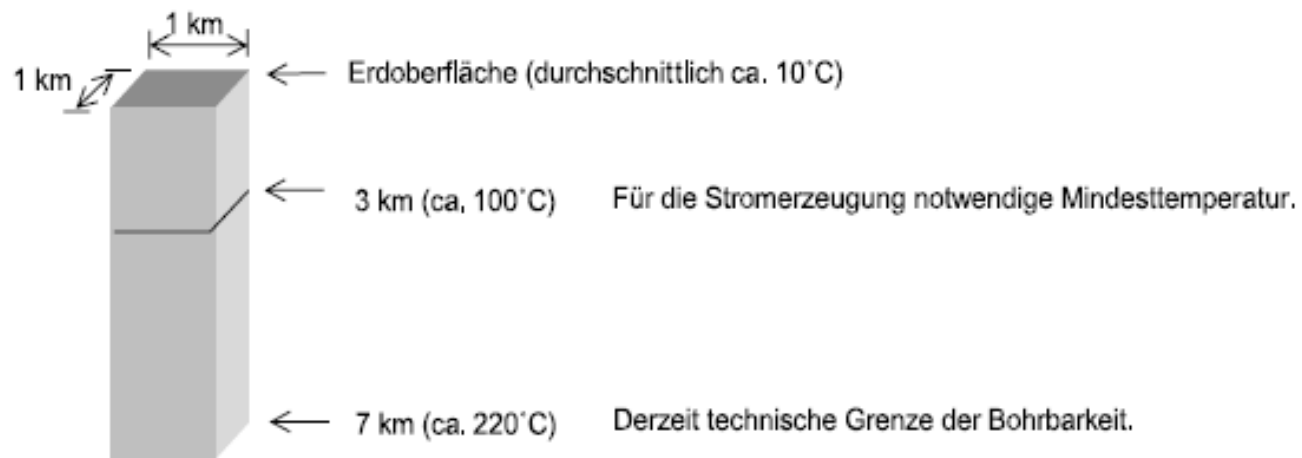 1 km
1 km
Erdoberfläche (durchschnittlich ca. 10°C)
3 km (ca, 100°C) Für die Stromerzeugung notwendige Mindesttemperatur.
7 km (ca. 220°C) Derzeit technische Grenze der Bohrbarkeit.